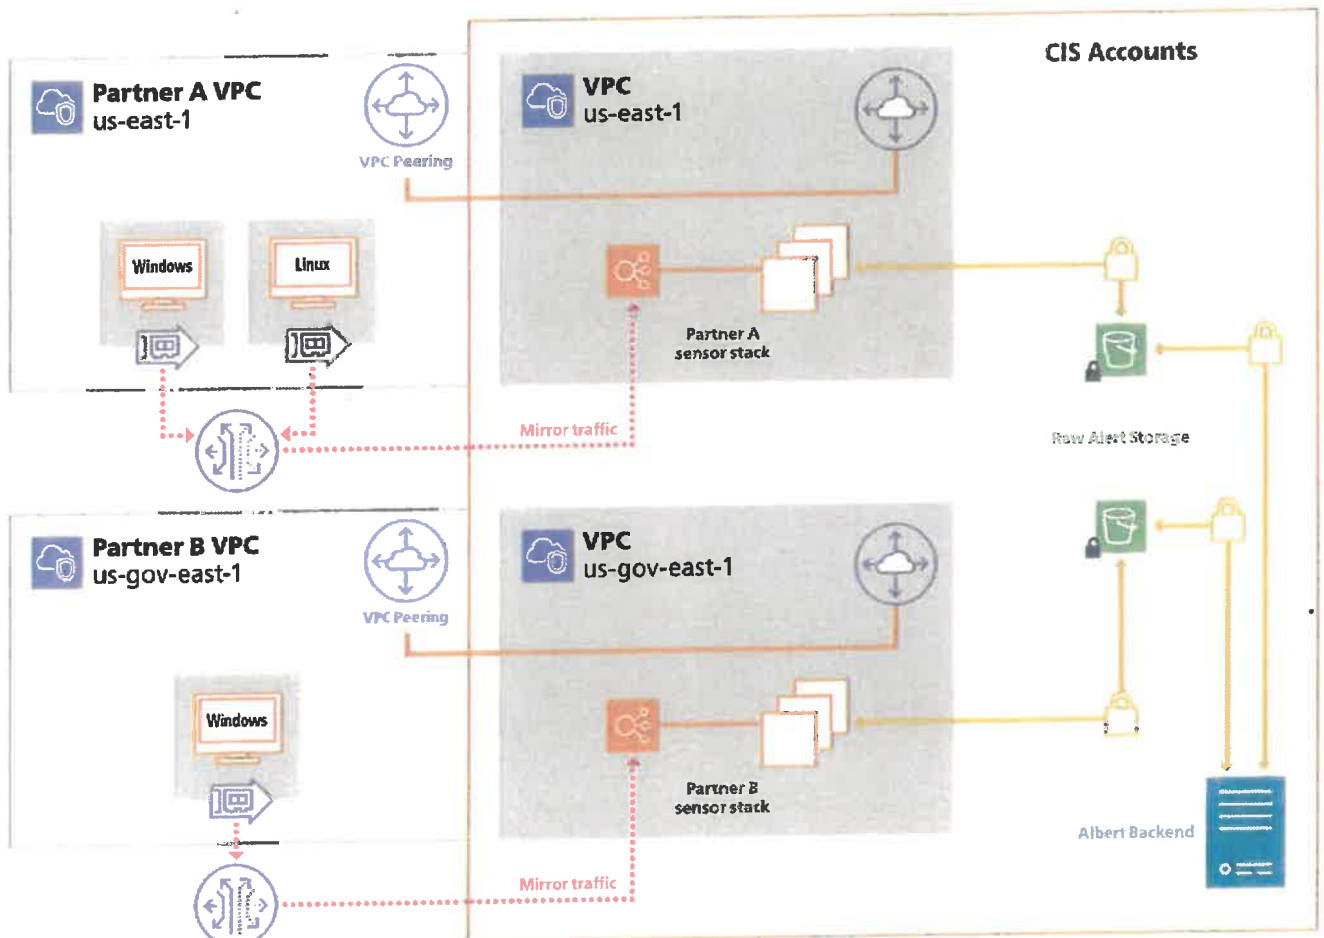 CIS Accounts
Partner A VPC
us-east-1
VPC Peering
VPC
us-east-1
Windows
Linux
Partner A
sensor stack
Mirror traffic
Raw Alert Storage
Partner B VPC
us-gov-east-1
VPC Peering
VPC
us-gov-east-1
Windows
Partner B
sensor stack
Mirror traffic
Albert Backend